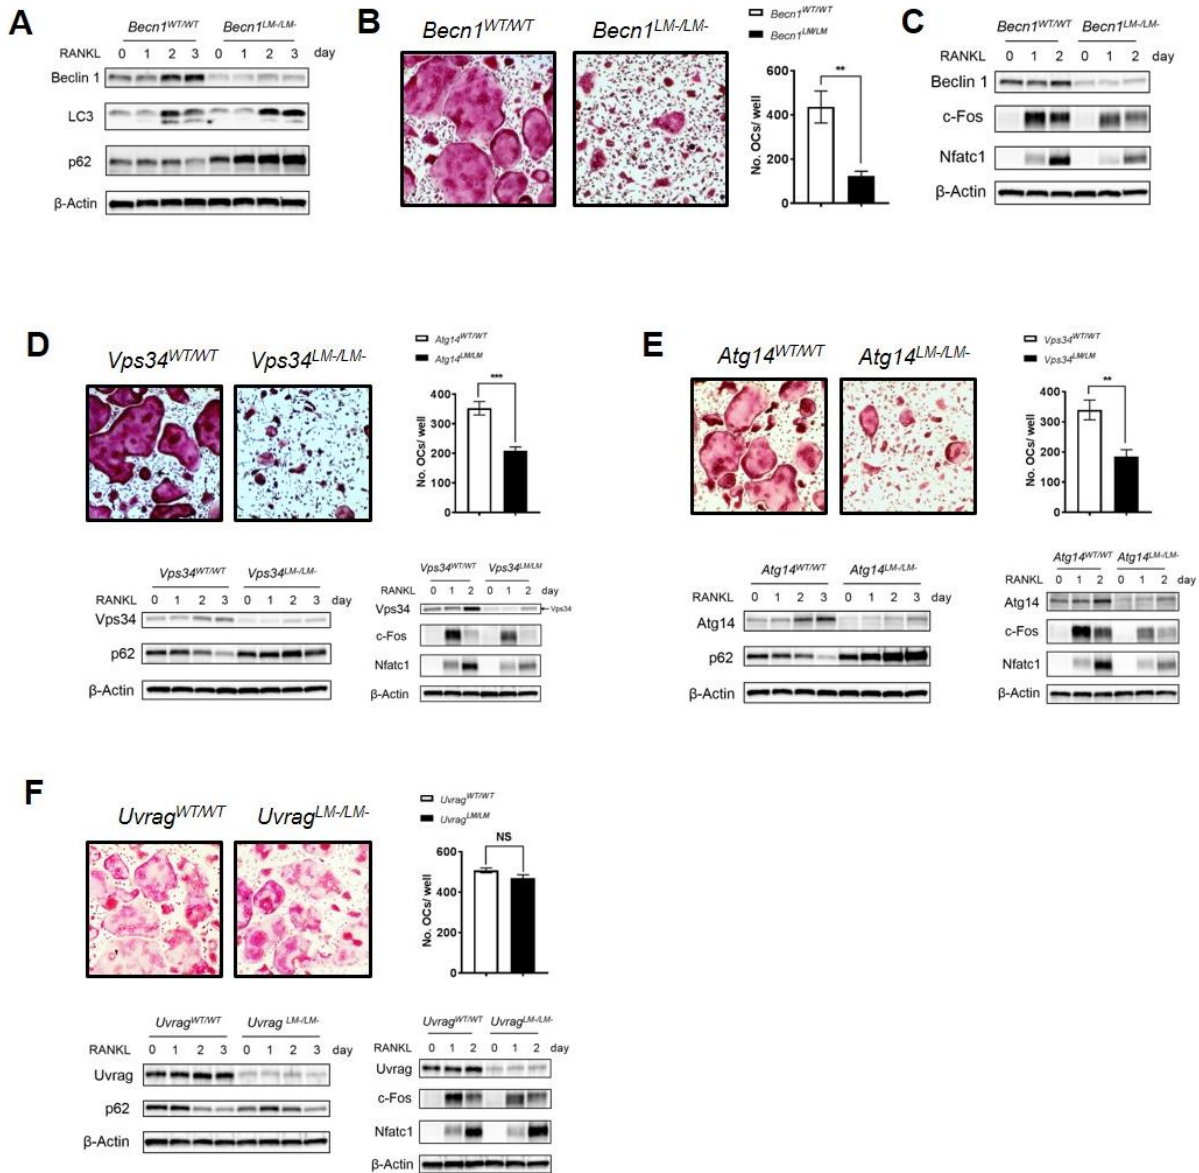 A
Becn1WT/WT Becn1LM-/LM-
RANKL 0 1 2 3 0 1 2 3 day
Beclin 1
LC3
p62
β-Actin
B
Becn1WT/WT Becn1LM-/LM-
Becn1WT/WT
Becn1LM/LM
No. OCs/ well
600
400
200
0
**
C
Becn1WT/WT Becn1LM-/LM-
RANKL 0 1 2 0 1 2 day
Beclin 1
c-Fos
Nfatc1
β-Actin
D
Vps34WT/WT Vps34LM-/LM-
Atg14WT/WT
Atg14LM/LM
No. OCs/ well
400
300
200
100
0
***
Vps34WT/WT Vps34LM-/LM-
RANKL 0 1 2 3 0 1 2 3 day
Vps34
p62
β-Actin
Vps34WT/WT Vps34LM/LM
RANKL 0 1 2 0 1 2 day
Vps34 Vps34
c-Fos
Nfatc1
β-Actin
E
Atg14WT/WT Atg14LM-/LM-
Vps34WT/WT
Vps34LM/LM
No. OCs/ well
400
300
200
100
0
**
Atg14WT/WT Atg14LM-/LM-
RANKL 0 1 2 3 0 1 2 3 day
Atg14
p62
β-Actin
Atg14WT/WT Atg14LM-/LM-
RANKL 0 1 2 0 1 2 day
Atg14
c-Fos
Nfatc1
β-Actin
F
UvragWT/WT UvragLM-/LM-
UvragWT/WT
UvragLM/LM
No. OCs/ well
600
400
200
0
NS
UvragWT/WT Uvrag LM-/LM-
RANKL 0 1 2 3 0 1 2 3 day
Uvrag
p62
β-Actin
UvragWT/WT UvragLM-/LM-
RANKL 0 1 2 0 1 2 day
Uvrag
c-Fos
Nfatc1
β-Actin